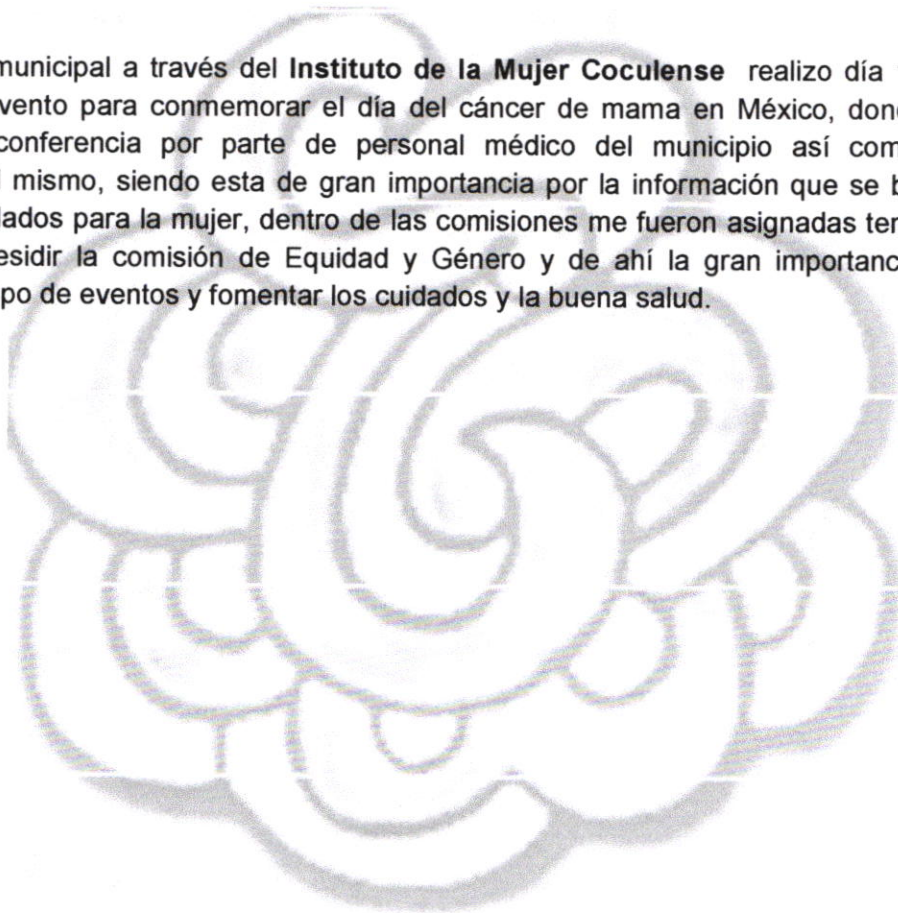 municipal a través del Instituto de la Mujer Coculense realizo día
vento para conmemorar el día del cáncer de mama en México, don
conferencia por parte de personal médico del municipio así com
mismo, siendo esta de gran importancia por la información que se b
lados para la mujer, dentro de las comisiones me fueron asignadas ten
esidir la comisión de Equidad y Género y de ahí la gran importanc
po de eventos y fomentar los cuidados y la buena salud.